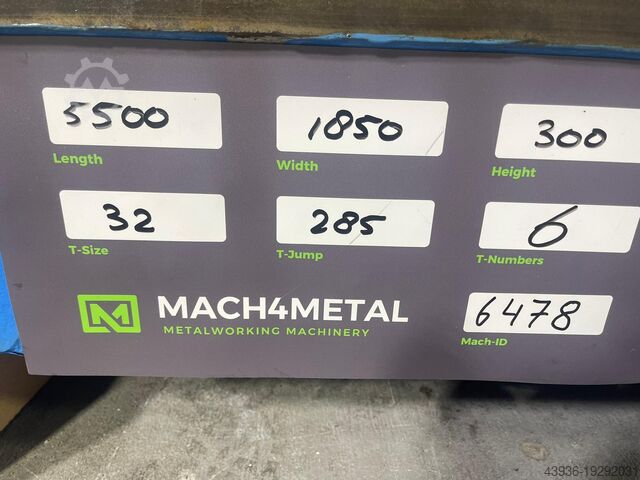 5500 1850 300
Length Width Height
32 285 6
T-Size T-Jump T-Numbers
MACH4METAL 6478
METALWORKING MACHINERY Mach-ID
43936-19292031